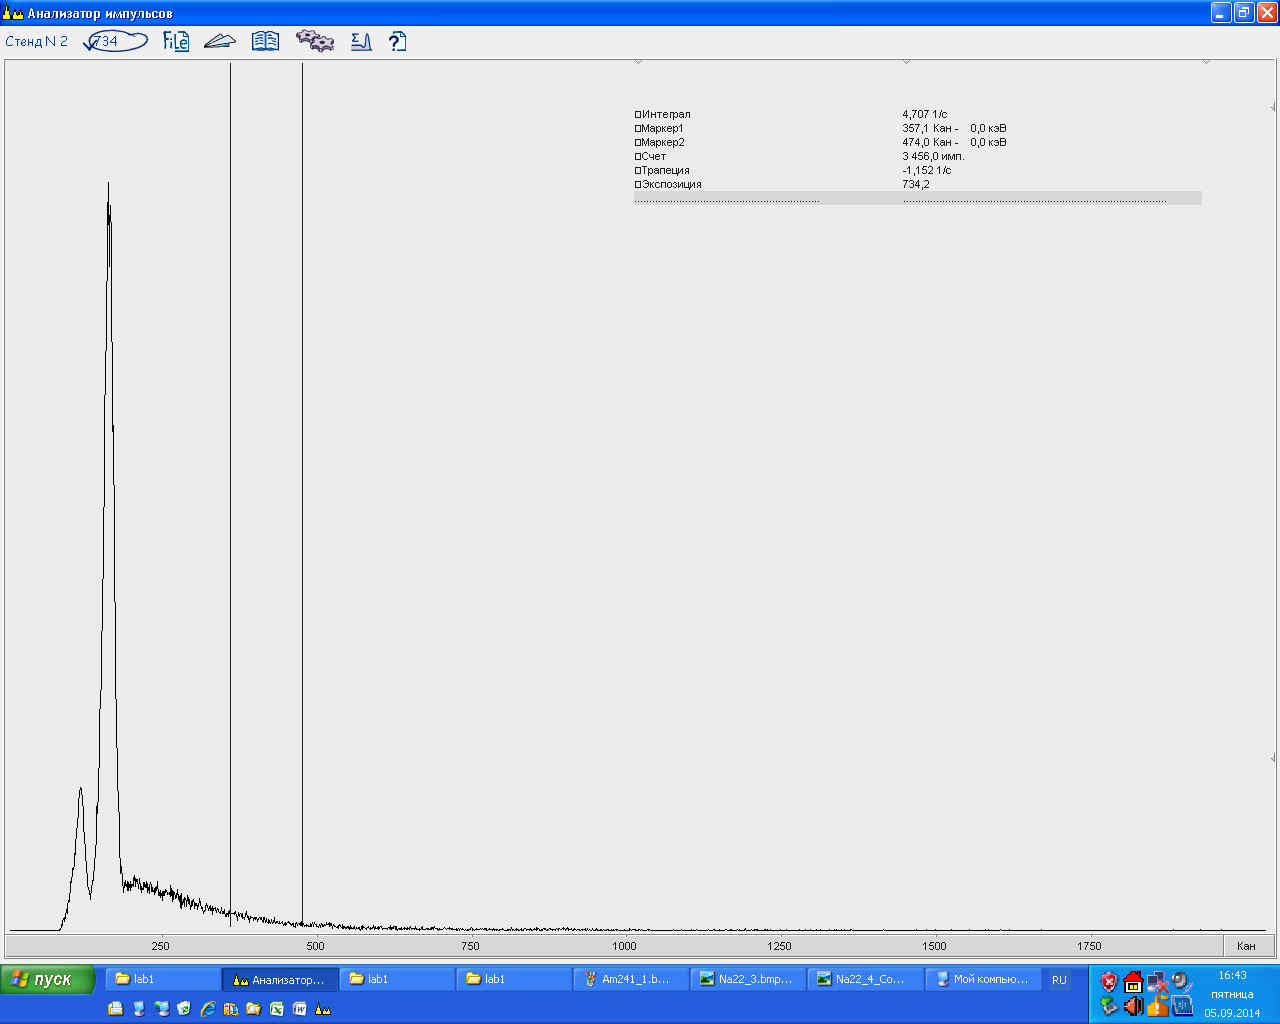 Анализатор импульсов
Стенд N 2 734 FiLe
Интеграл 4,707 1/с
Маркер1 357,1 Кан - 0,0 кэВ
Маркер2 474,0 Кан - 0,0 кэВ
Счет 3 456,0 имп.
Трапеция -1,152 1/с
Экспозиция 734,2
250 500 750 1000 1250 1500 1750 Кан
пуск lab1 Анализатор... lab1 lab1 Am241_1.b... Na22_3.bmp... Na22_4_Co... Мой компью... RU 16:43
пятница
05.09.2014